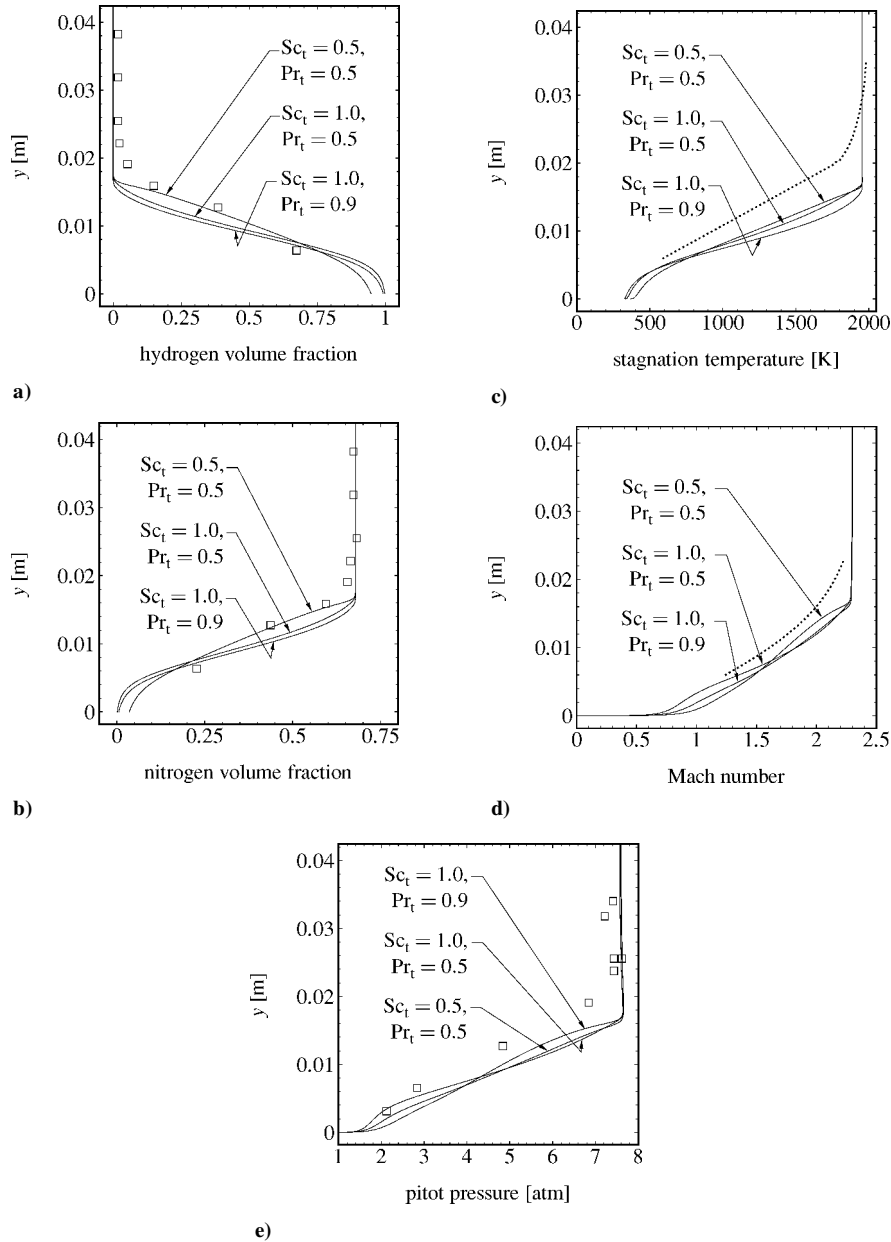 0.04
0.03
0.02
0.01
0
y [m]
Sc_t = 0.5,
Pr_t = 0.5
Sc_t = 1.0,
Pr_t = 0.5
Sc_t = 1.0,
Pr_t = 0.9
0 0.25 0.5 0.75 1
hydrogen volume fraction
a)
0.04
0.03
0.02
0.01
0
y [m]
Sc_t = 0.5,
Pr_t = 0.5
Sc_t = 1.0,
Pr_t = 0.5
Sc_t = 1.0,
Pr_t = 0.9
500 1000 1500 2000
stagnation temperature [K]
c)
0.04
0.03
0.02
0.01
0
y [m]
Sc_t = 0.5,
Pr_t = 0.5
Sc_t = 1.0,
Pr_t = 0.5
Sc_t = 1.0,
Pr_t = 0.9
0 0.25 0.5 0.75
nitrogen volume fraction
b)
0.04
0.03
0.02
0.01
0
y [m]
Sc_t = 0.5,
Pr_t = 0.5
Sc_t = 1.0,
Pr_t = 0.5
Sc_t = 1.0,
Pr_t = 0.9
0 0.5 1 1.5 2 2.5
Mach number
d)
0.04
0.03
0.02
0.01
0
y [m]
Sc_t = 1.0,
Pr_t = 0.9
Sc_t = 1.0,
Pr_t = 0.5
Sc_t = 0.5,
Pr_t = 0.5
1 2 3 4 5 6 7 8
pitot pressure [atm]
e)